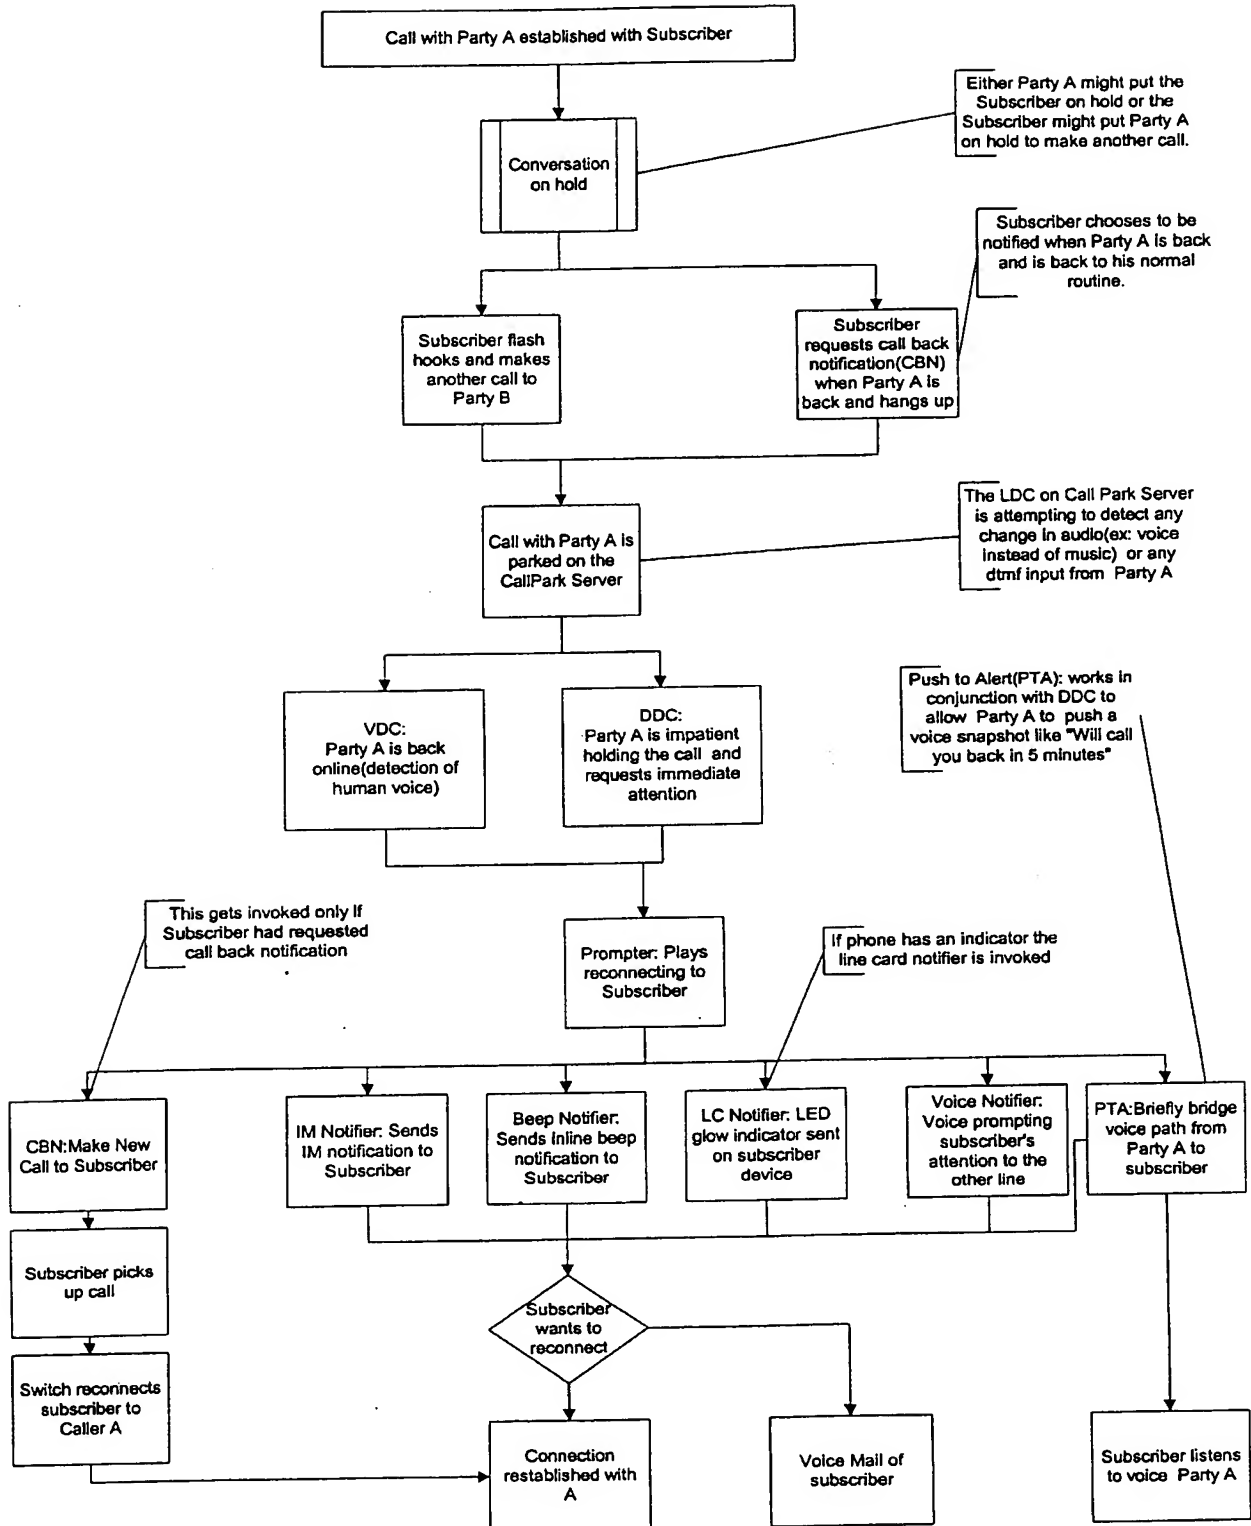 Call with Party A established with Subscriber
Either Party A might put the
Subscriber on hold or the
Subscriber might put Party A
on hold to make another call.
Conversation
on hold
Subscriber chooses to be
notified when Party A is back
and is back to his normal
routine.
Subscriber flash
hooks and makes
another call to
Party B
Subscriber
requests call back
notification(CBN)
when Party A is
back and hangs up
The LDC on Call Park Server
is attempting to detect any
change in audio(ex: voice
instead of music) or any
dtmf input from Party A
Call with Party A is
parked on the
CallPark Server
Push to Alert(PTA): works in
conjunction with DDC to
allow Party A to push a
voice snapshot like "Will call
you back in 5 minutes"
VDC:
Party A is back
online(detection of
human voice)
DDC:
Party A is impatient
holding the call and
requests immediate
attention
This gets invoked only if
Subscriber had requested
call back notification
Prompter: Plays
reconnecting to
Subscriber
If phone has an indicator the
line card notifier is invoked
CBN:Make New
Call to Subscriber
IM Notifier: Sends
IM notification to
Subscriber
Beep Notifier:
Sends inline beep
notification to
Subscriber
LC Notifier: LED
glow indicator sent
on subscriber
device
Voice Notifier:
Voice prompting
subscriber's
attention to the
other line
PTA:Briefly bridge
voice path from
Party A to
subscriber
Subscriber picks
up call
Subscriber
wants to
reconnect
Switch reconnects
subscriber to
Caller A
Connection
restablished with
A
Voice Mail of
subscriber
Subscriber listens
to voice Party A